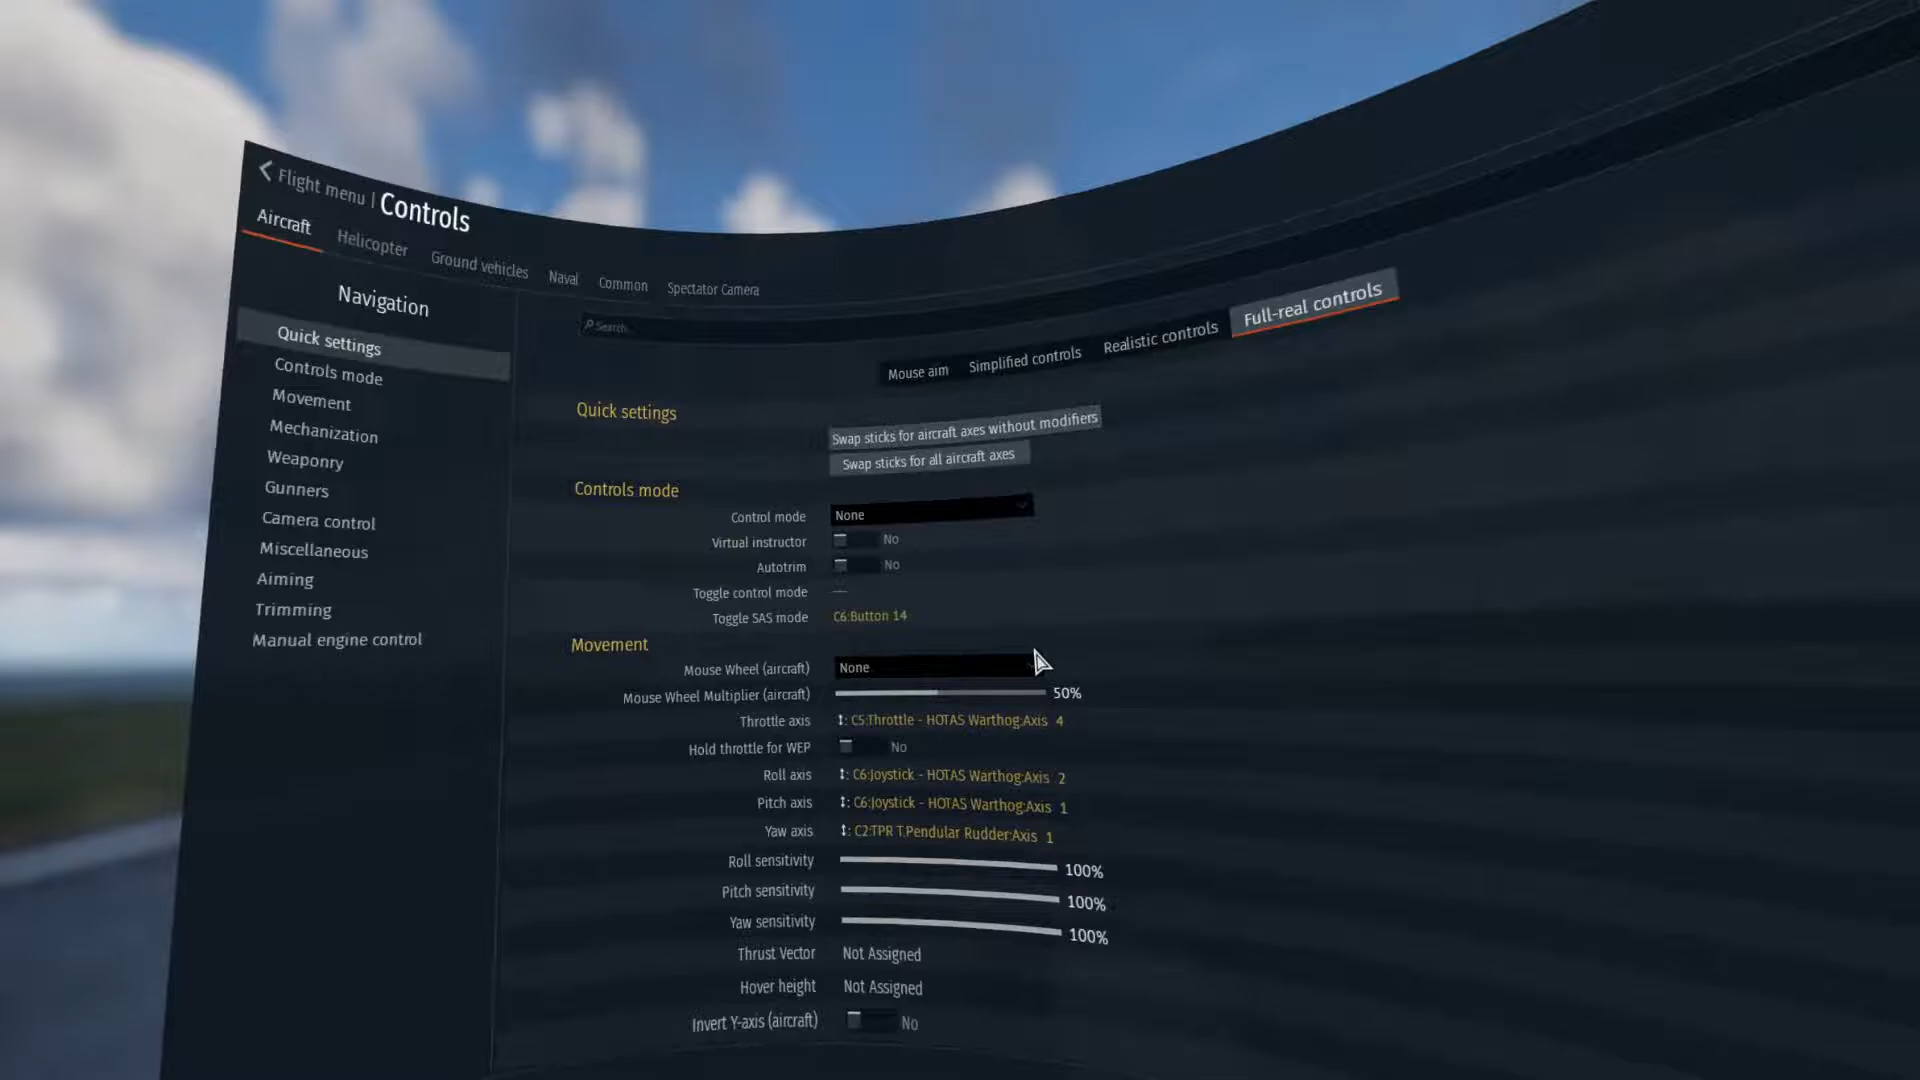 Flight menu | Controls
Aircraft Helicopter Ground vehicles Naval Common Spectator Camera
Navigation
Quick settings
Controls mode
Movement
Mechanization
Weaponry
Gunners
Camera control
Miscellaneous
Aiming
Trimming
Manual engine control
Search...
Mouse aim Simplified controls Realistic controls Full-real controls
Quick settings
Swap sticks for aircraft axes without modifiers
Swap sticks for all aircraft axes
Controls mode
Control mode None
Virtual instructor No
Autotrim No
Toggle control mode —
Toggle SAS mode C6:Button 14
Movement
Mouse Wheel (aircraft) None
Mouse Wheel Multiplier (aircraft) 50%
Throttle axis C5:Throttle - HOTAS Warthog:Axis 4
Hold throttle for WEP No
Roll axis C6:Joystick - HOTAS Warthog:Axis 2
Pitch axis C6:Joystick - HOTAS Warthog:Axis 1
Yaw axis C2:TPR T.Pendular Rudder:Axis 1
Roll sensitivity 100%
Pitch sensitivity 100%
Yaw sensitivity 100%
Thrust Vector Not Assigned
Hover height Not Assigned
Invert Y-axis (aircraft) No